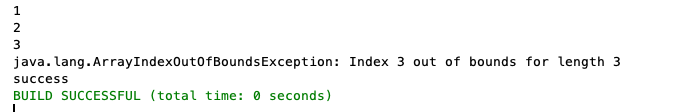 1
2
3
java.lang.ArrayIndexOutOfBoundsException: Index 3 out of bounds for length 3
success
BUILD SUCCESSFUL (total time: 0 seconds)